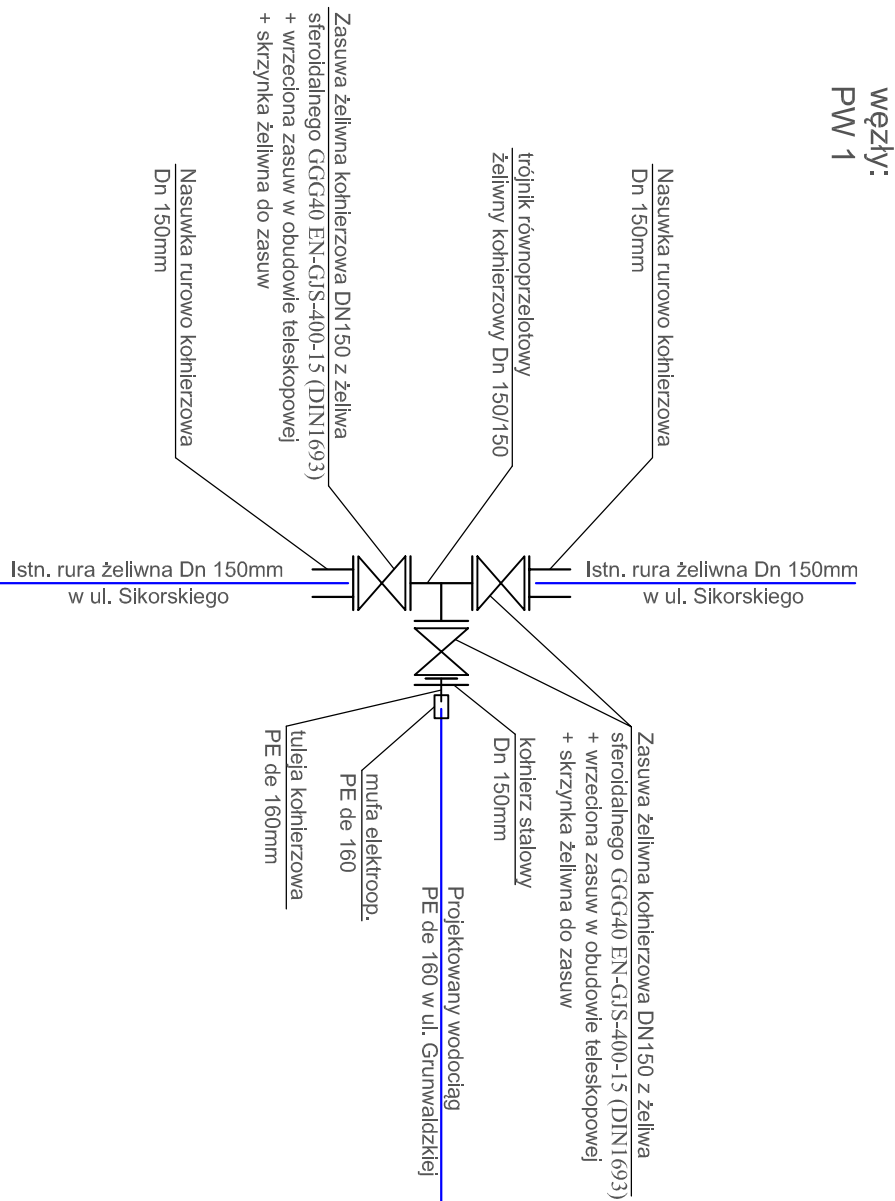 węzły:
PW 1
Nasuwka rurowo kołnierzowa
Dn 150mm
trójnik równoprzelotowy
żeliwny kołnierzowy Dn 150/150
Zasuwa żeliwna kołnierzowa DN150 z żeliwa
sferoidalnego GGG40 EN-GJS-400-15 (DIN1693)
+ wrzeciona zasuw w obudowie teleskopowej
+ skrzynka żeliwna do zasuw
Nasuwka rurowo kołnierzowa
Dn 150mm
Istn. rura żeliwna Dn 150mm
w ul. Sikorskiego
Istn. rura żeliwna Dn 150mm
w ul. Sikorskiego
Zasuwa żeliwna kołnierzowa DN150 z żeliwa
sferoidalnego GGG40 EN-GJS-400-15 (DIN1693)
+ wrzeciona zasuw w obudowie teleskopowej
+ skrzynka żeliwna do zasuw
kołnierz stalowy
Dn 150mm
Projektowany wodociąg
PE de 160 w ul. Grunwaldzkiej
mufa elektroop.
PE de 160
tuleja kołnierzowa
PE de 160mm